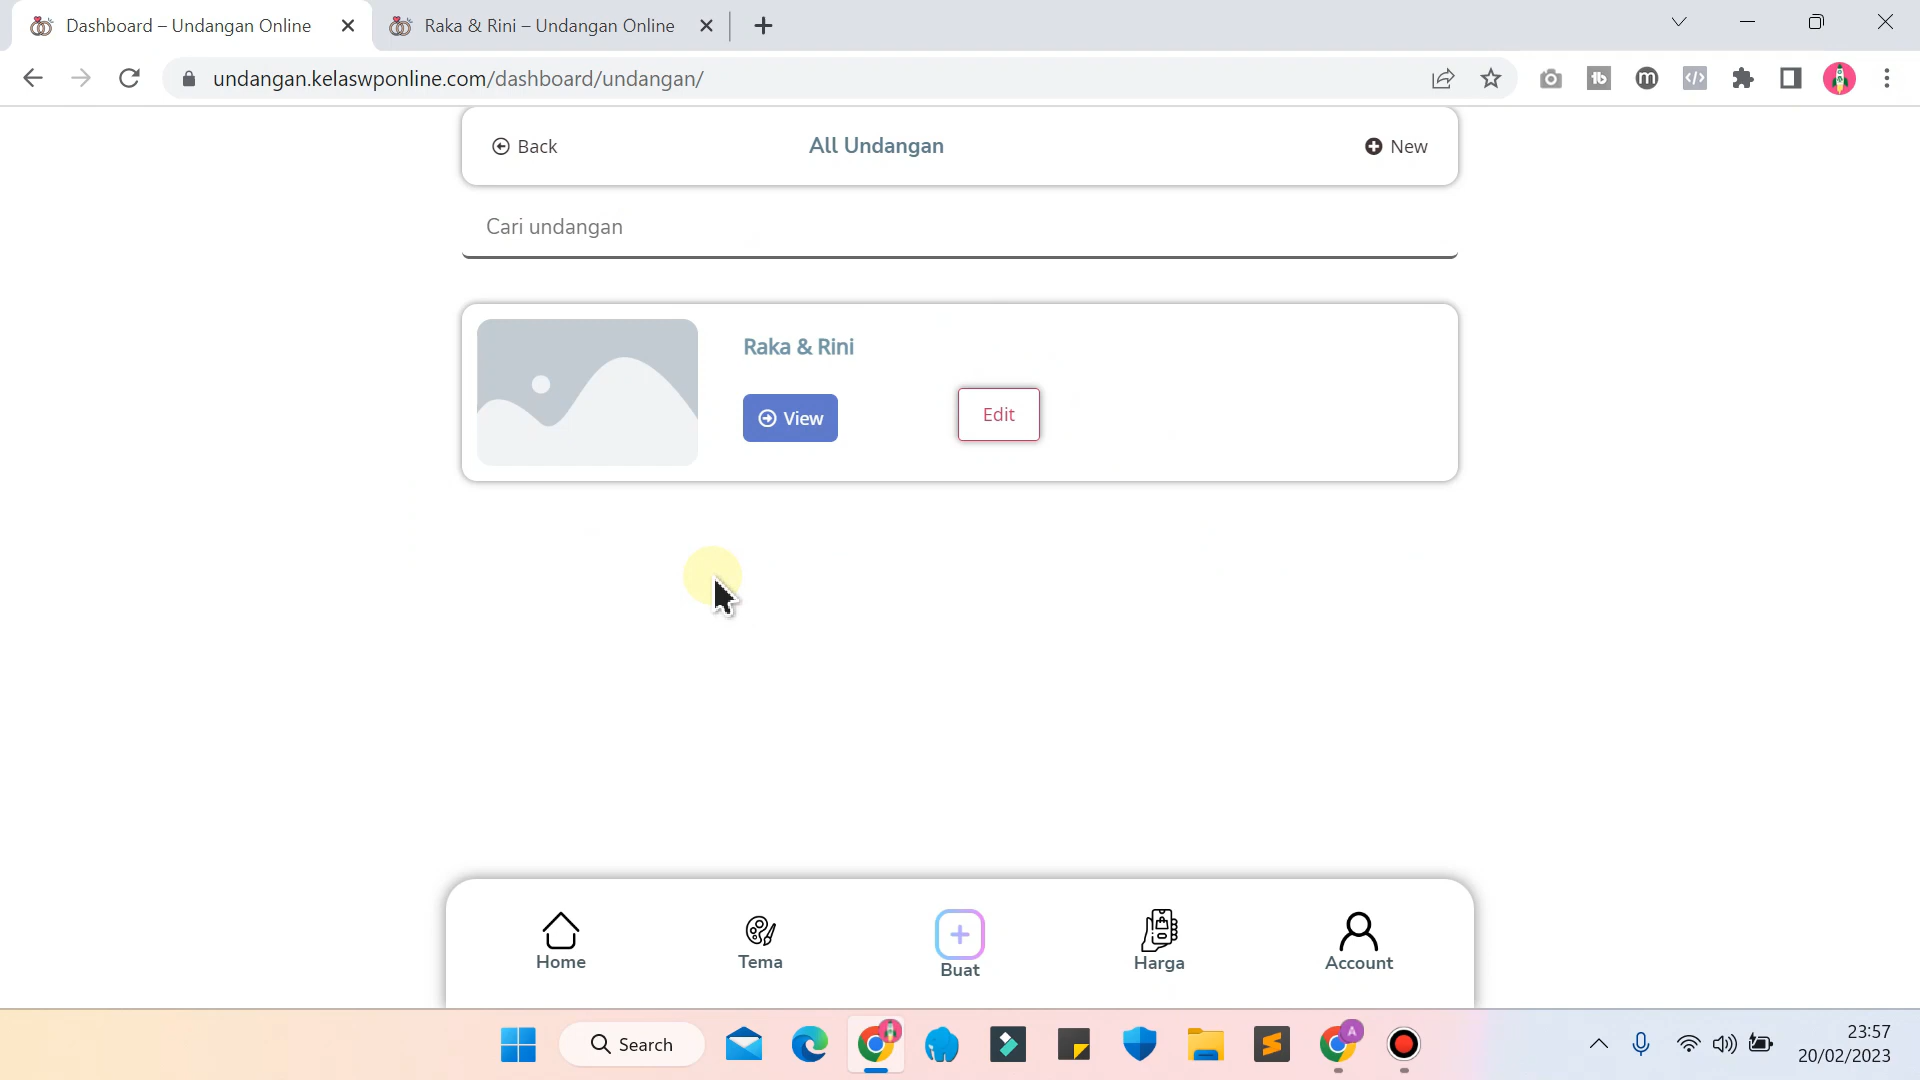 Dashboard – Undangan Online
Raka & Rini – Undangan Online
undangan.kelaswponline.com/dashboard/undangan/
Back
All Undangan
New
Cari undangan
Raka & Rini
View
Edit
Home
Tema
Buat
Harga
Account
Search
A
23:57
20/02/2023